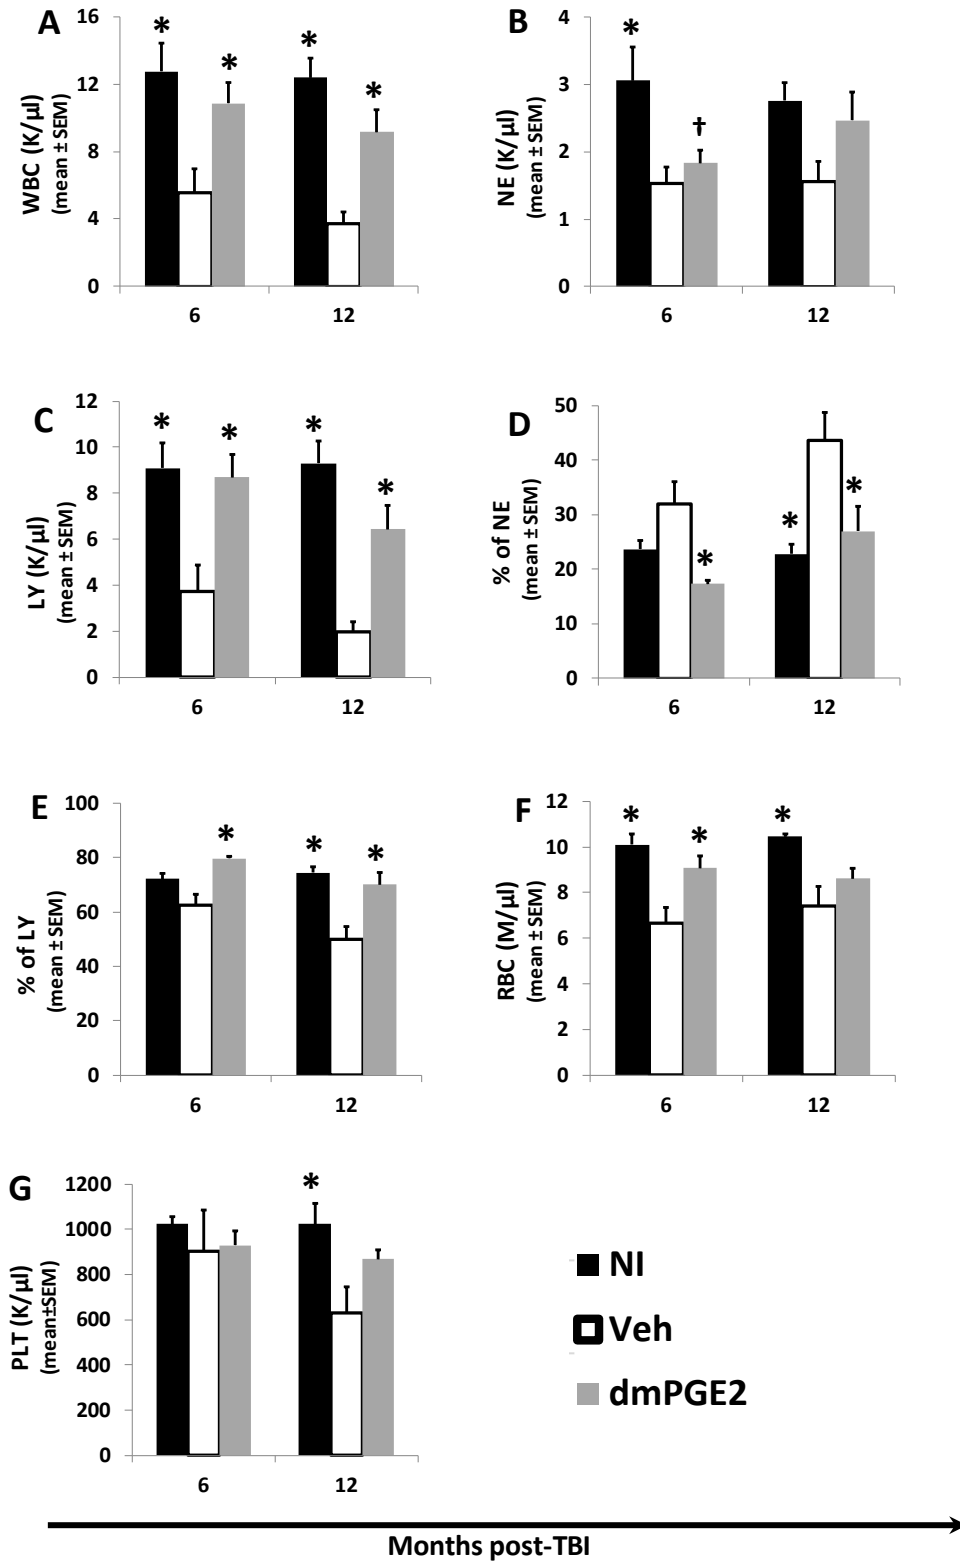 A
WBC (K/µl)
(mean ± SEM)
16
12
8
4
0
* * * *
6 12
B
NE (K/µl)
(mean ± SEM)
4
3
2
1
0
* †
6 12
C
LY (K/µl)
(mean ± SEM)
12
10
8
6
4
2
0
* * * *
6 12
D
% of NE
(mean ± SEM)
50
40
30
20
10
0
* * *
6 12
E
% of LY
(mean ± SEM)
100
80
60
40
20
0
* * *
6 12
F
RBC (M/µl)
(mean ± SEM)
12
10
8
6
4
2
0
* * *
6 12
G
PLT (K/µl)
(mean±SEM)
1200
1000
800
600
400
200
0
*
6 12
NI
Veh
dmPGE2
Months post-TBI